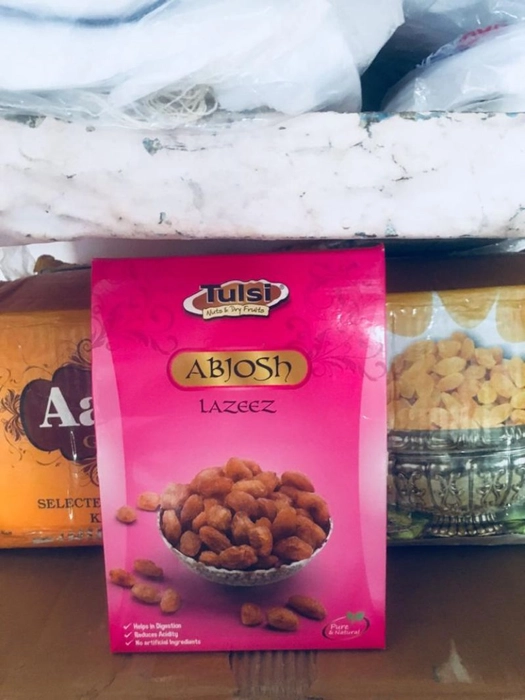 Tulsi
Nuts & Dry Fruits
ABJOSH
LAZEEZ
Aa
SELECTE
K
✓ Helps in Digestion
✓ Reduces Acidity
✓ No artificial Ingredients
Pure
& Natural